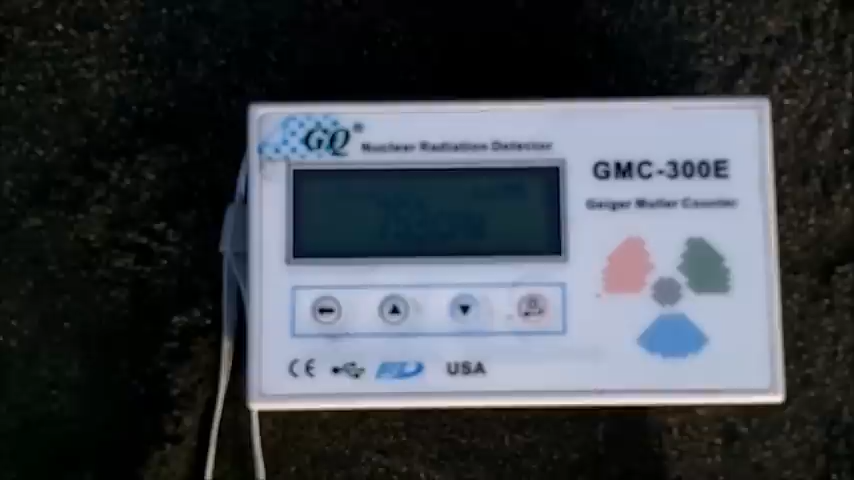 GQ®
Nuclear Radiation Detector
GMC-300E
Geiger Muller Counter
CE
USA